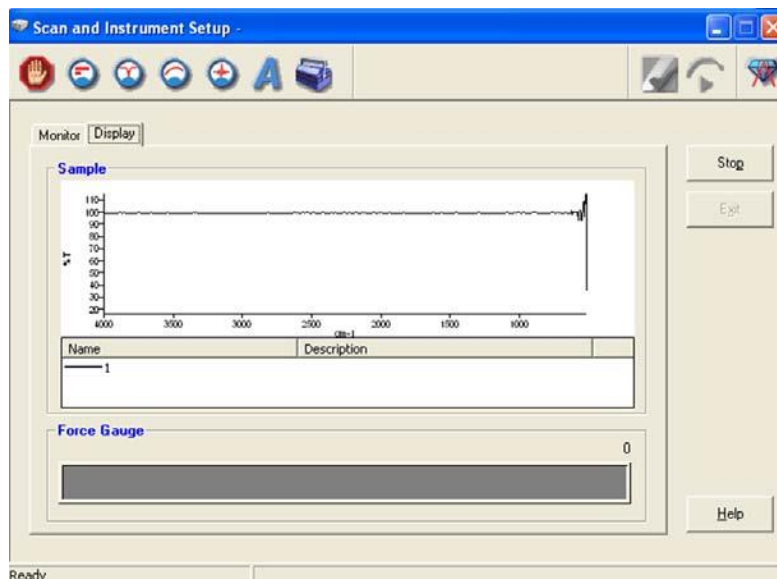 Scan and Instrument Setup -
A
Monitor Display
Stop
Exit
Sample
110
100
90
80
70
60
50
40
30
20
%T
4000 3500 3000 2500 2000 1500 1000
cm-1
Name Description
1
Force Gauge
0
Help
Ready